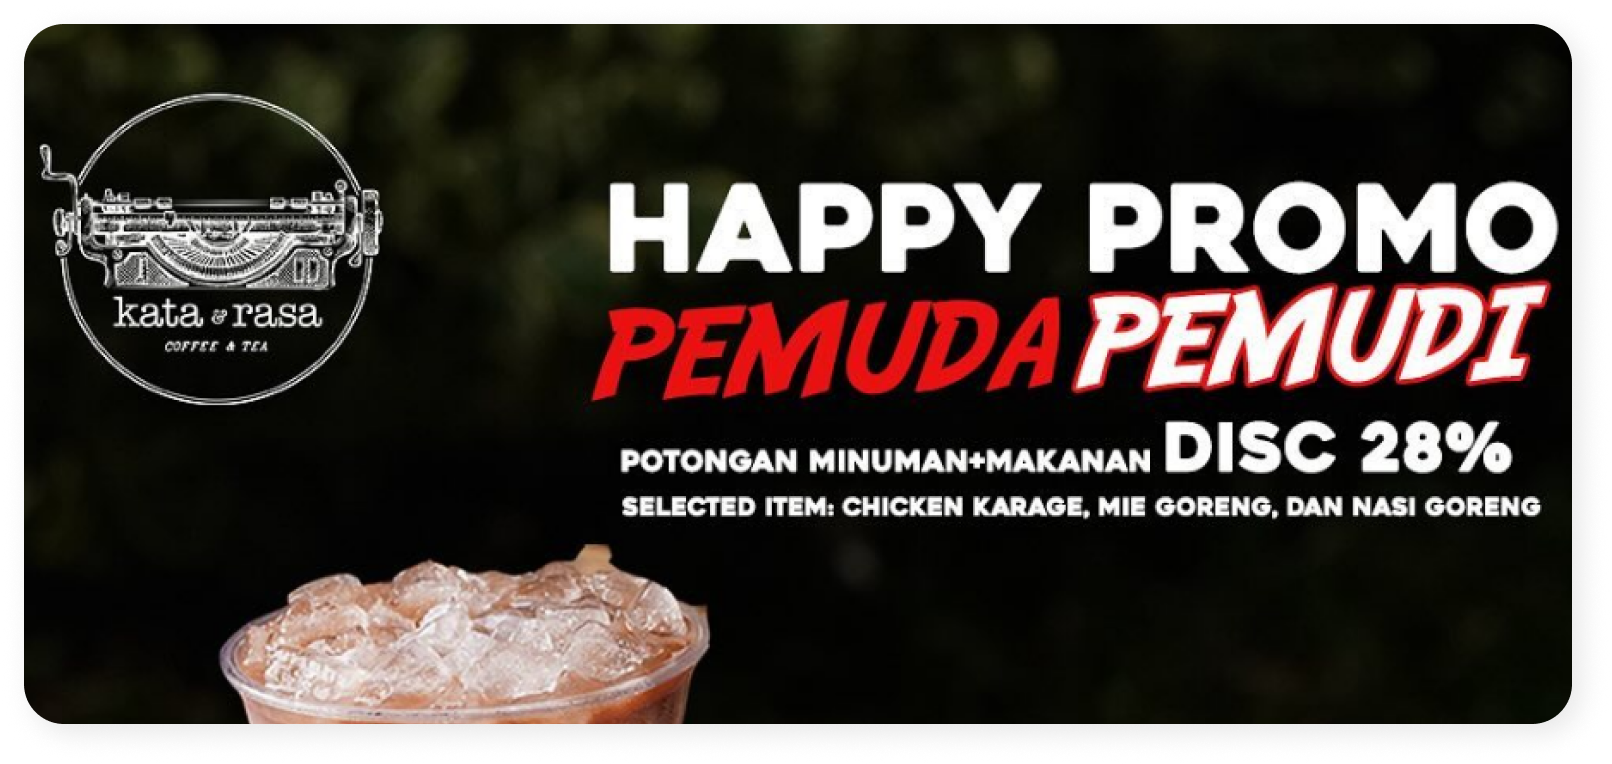 kata & rasa
COFFEE & TEA
HAPPY PROMO
PEMUDA PEMUDI
POTONGAN MINUMAN+MAKANAN DISC 28%
SELECTED ITEM: CHICKEN KARAGE, MIE GORENG, DAN NASI GORENG